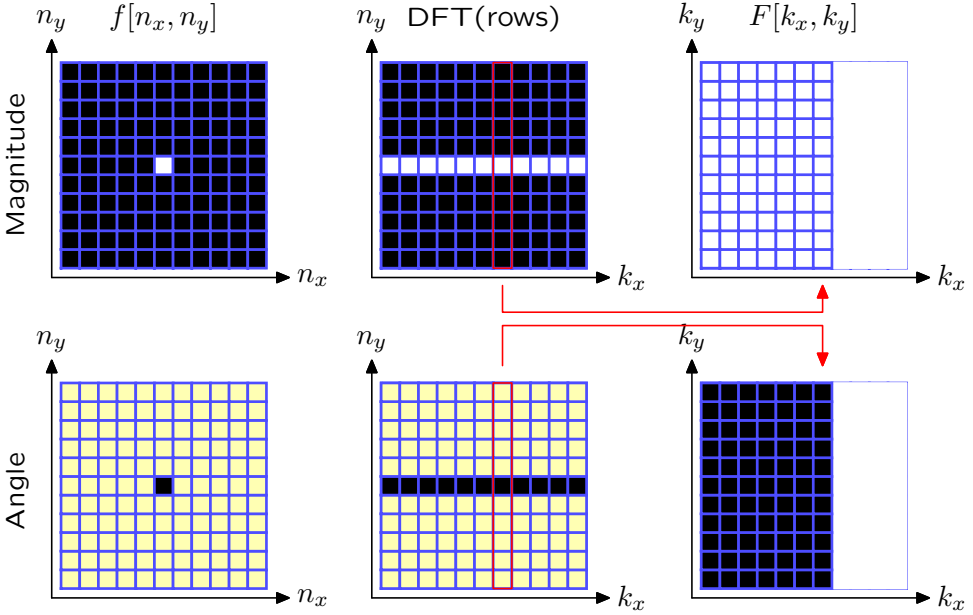 n_y f[n_x, n_y] n_y DFT(rows) k_y F[k_x, k_y]
Magnitude
n_x k_x k_x
n_y n_y k_y
Angle
n_x k_x k_x